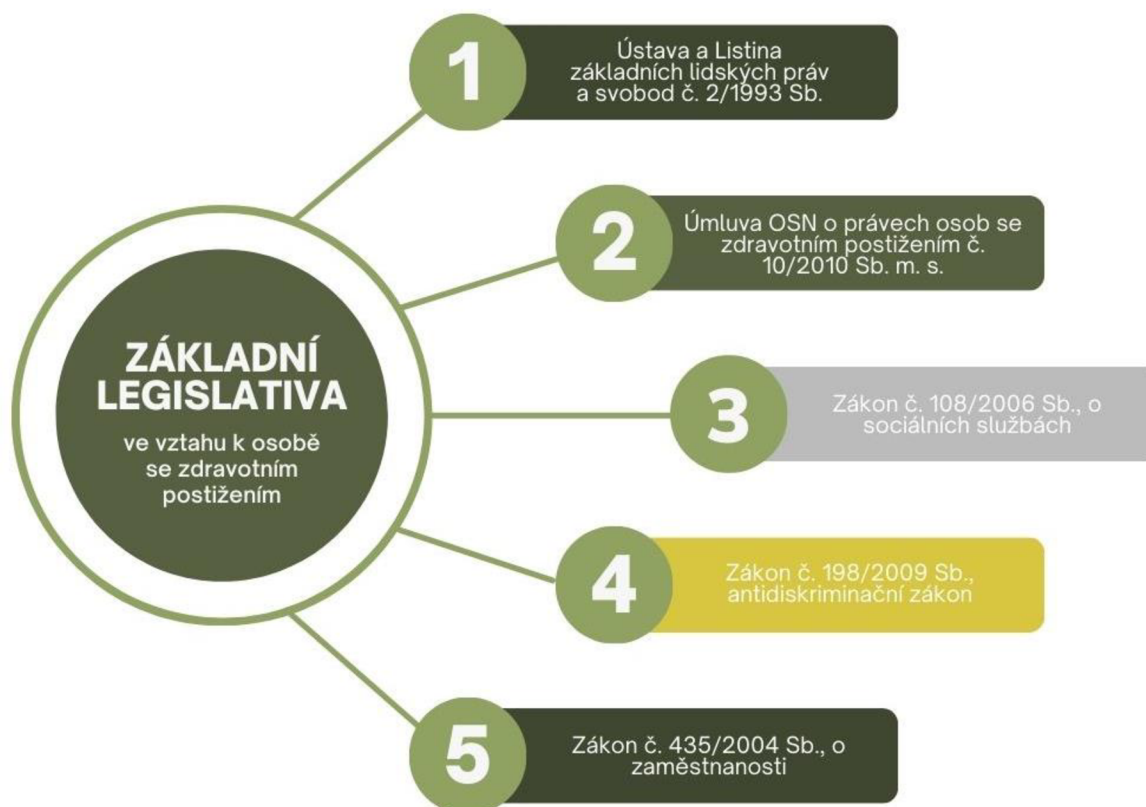 ZÁKLADNÍ
LEGISLATIVA
ve vztahu k osobě
se zdravotním
postižením
1
Ústava a Listina
základních lidských práv
a svobod č. 2/1993 Sb.
2
Úmluva OSN o právech osob se
zdravotním postižením č.
10/2010 Sb. m. s.
3
Zákon č. 108/2006 Sb., o
sociálních službách
4
Zákon č. 198/2009 Sb.,
antidiskriminační zákon
5
Zákon č. 435/2004 Sb., o
zaměstnanosti